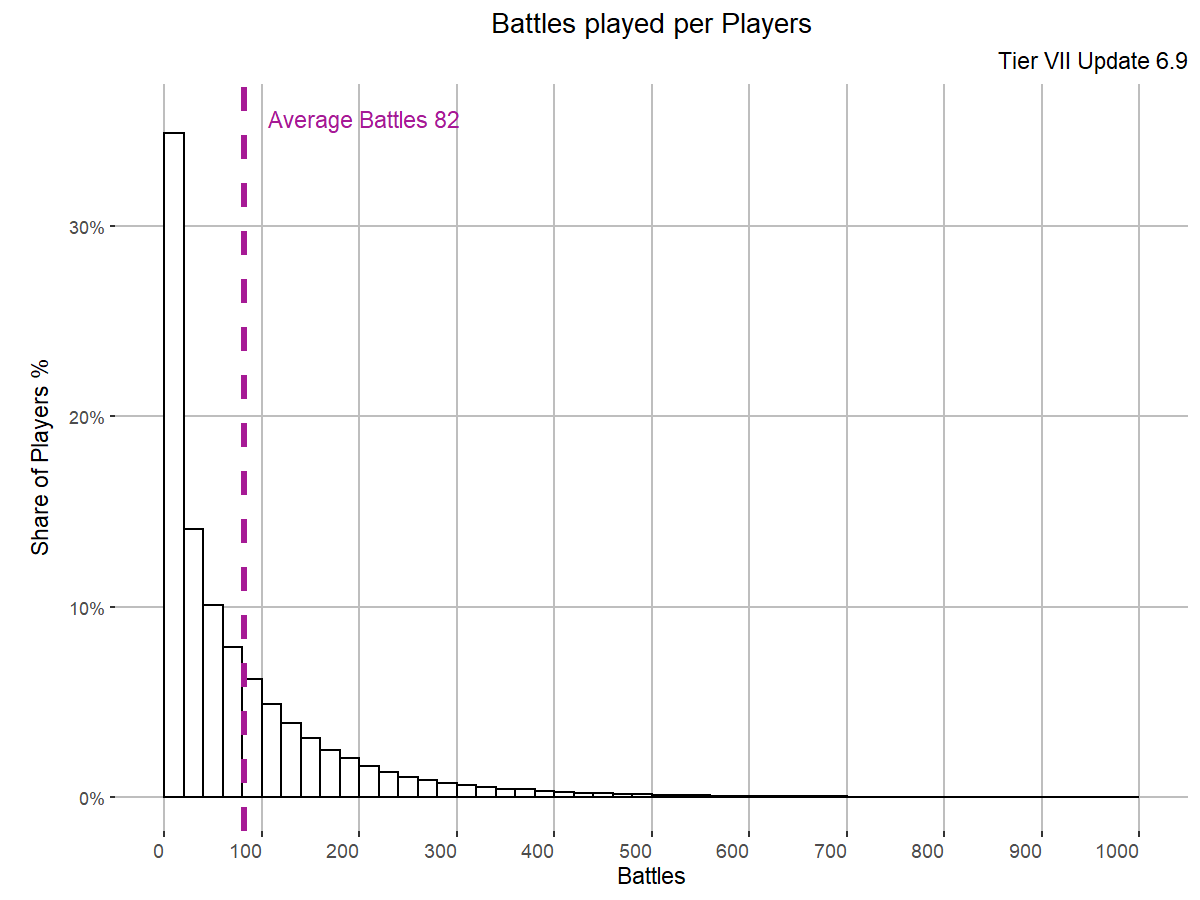 Battles played per Players
Tier VII Update 6.9
Average Battles 82
Share of Players %
30%
20%
10%
0%
0 100 200 300 400 500 600 700 800 900 1000
Battles